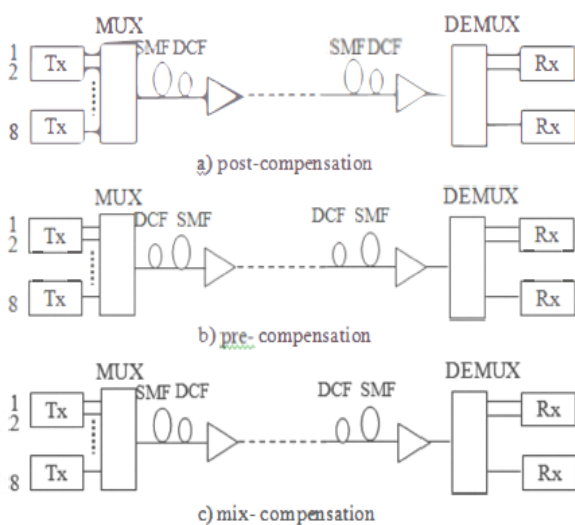 MUX
DEMUX
SMF DCF
SMF DCF
1
Tx
Rx
2
8
Tx
Rx
a) post-compensation
MUX
DEMUX
DCF SMF
DCF SMF
1
Tx
Rx
2
8
Tx
Rx
b) pre- compensation
MUX
DEMUX
SMF DCF
DCF SMF
1
Tx
Rx
2
8
Tx
Rx
c) mix- compensation